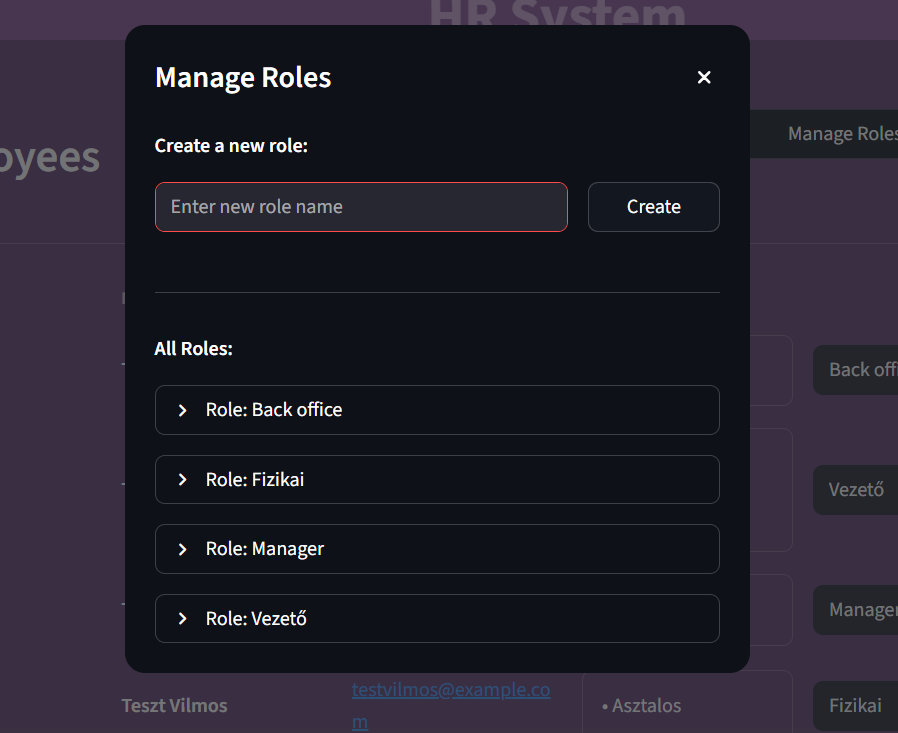 HR System
Manage Roles
oyees
Manage Roles
Create a new role:
Enter new role name
Create
All Roles:
Role: Back office
Back offi
Role: Fizikai
Vezető
Role: Manager
Manager
Role: Vezető
testvilmos@example.co
m
Teszt Vilmos
• Asztalos
Fizikai